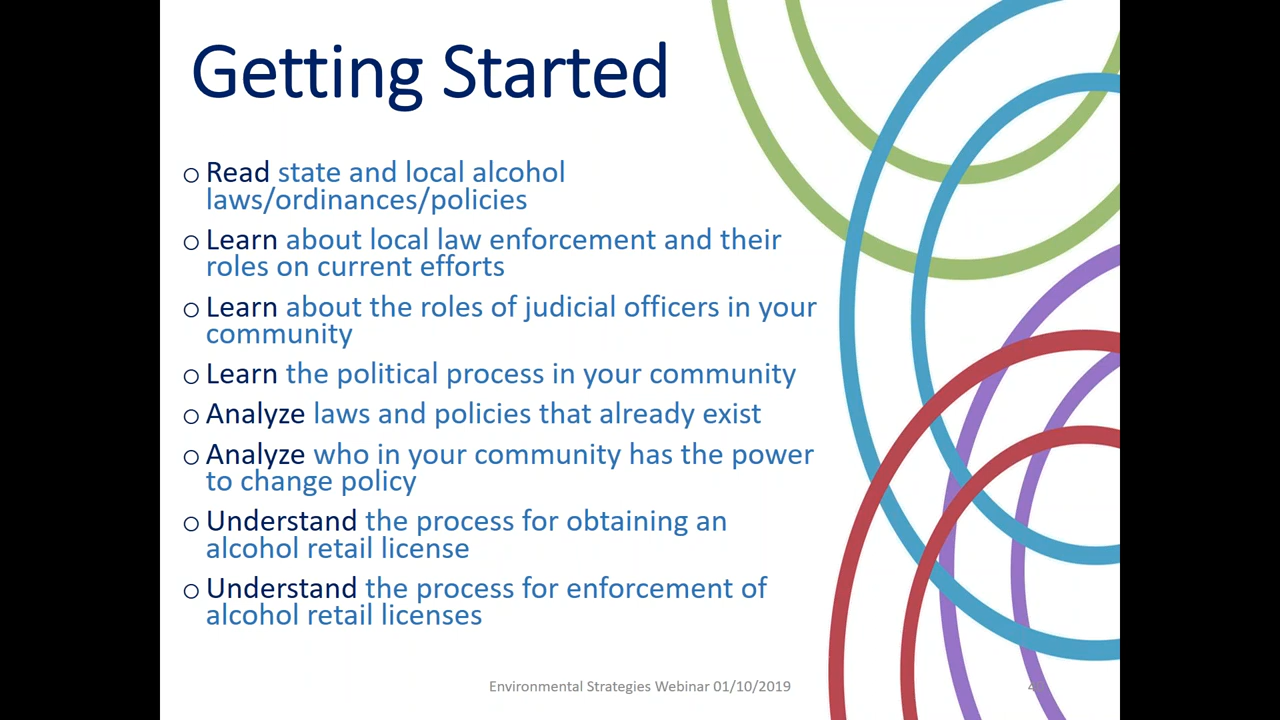 Getting Started
o Read state and local alcohol
laws/ordinances/policies
o Learn about local law enforcement and their
roles on current efforts
o Learn about the roles of judicial officers in your
community
o Learn the political process in your community
o Analyze laws and policies that already exist
o Analyze who in your community has the power
to change policy
o Understand the process for obtaining an
alcohol retail license
o Understand the process for enforcement of
alcohol retail licenses
Environmental Strategies Webinar 01/10/2019